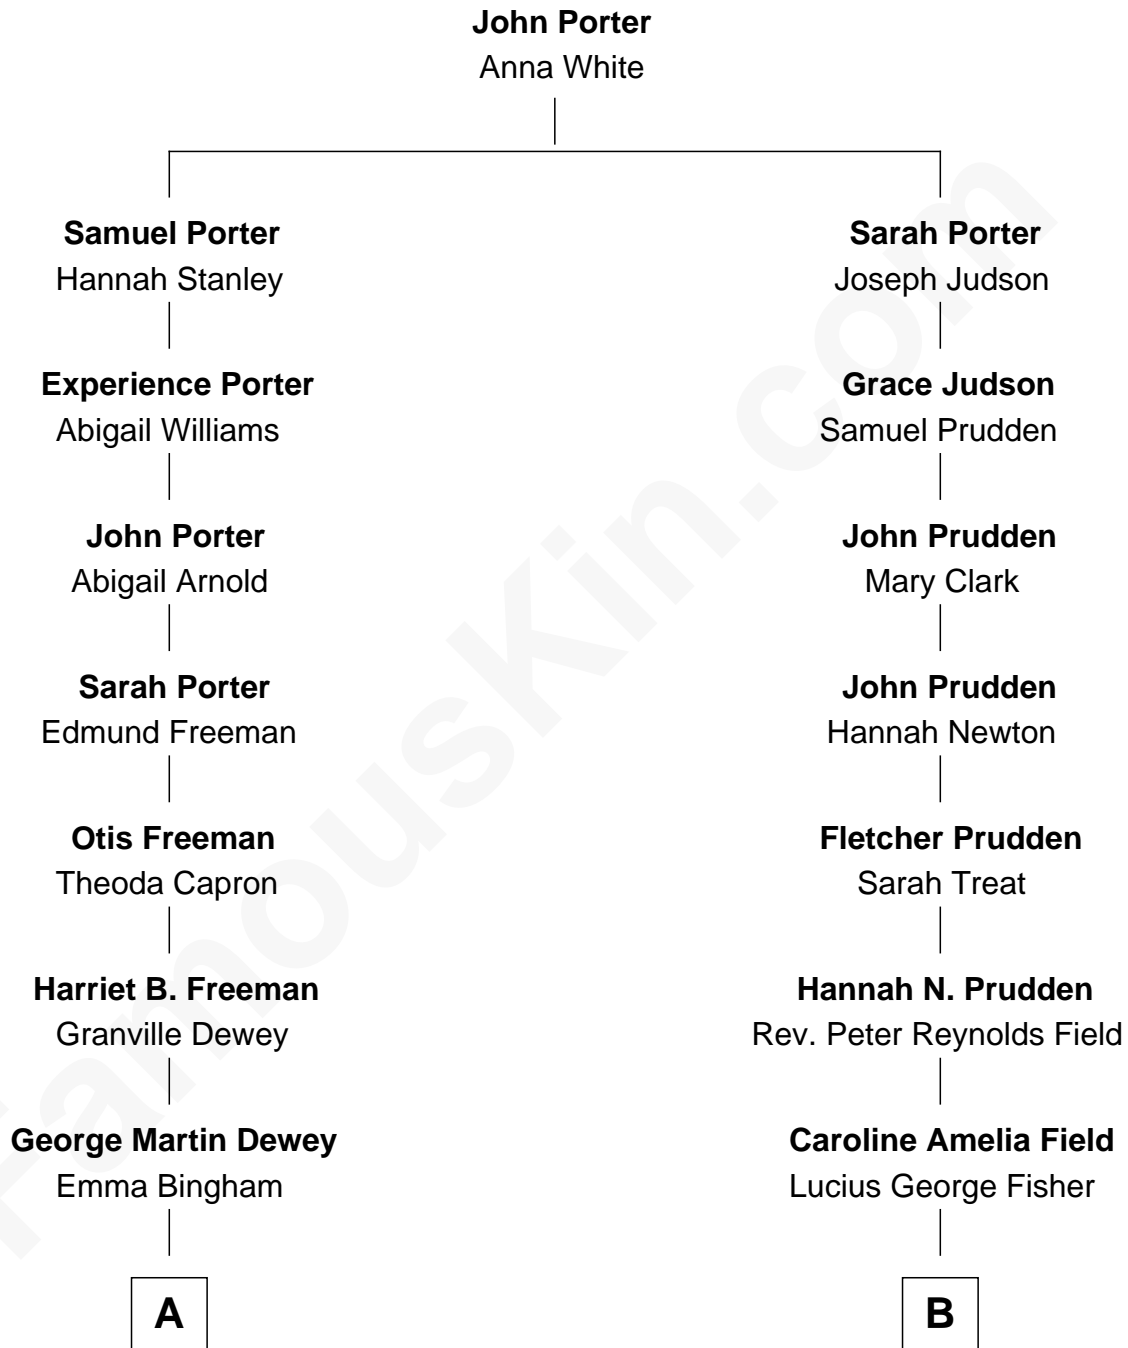 John Porter
Anna White
Samuel Porter
Hannah Stanley
Sarah Porter
Joseph Judson
Experience Porter
Abigail Williams
Grace Judson
Samuel Prudden
John Porter
Abigail Arnold
John Prudden
Mary Clark
Sarah Porter
Edmund Freeman
John Prudden
Hannah Newton
Otis Freeman
Theoda Capron
Fletcher Prudden
Sarah Treat
Harriet B. Freeman
Granville Dewey
Hannah N. Prudden
Rev. Peter Reynolds Field
George Martin Dewey
Emma Bingham
Caroline Amelia Field
Lucius George Fisher
A
B
FamousKin.com